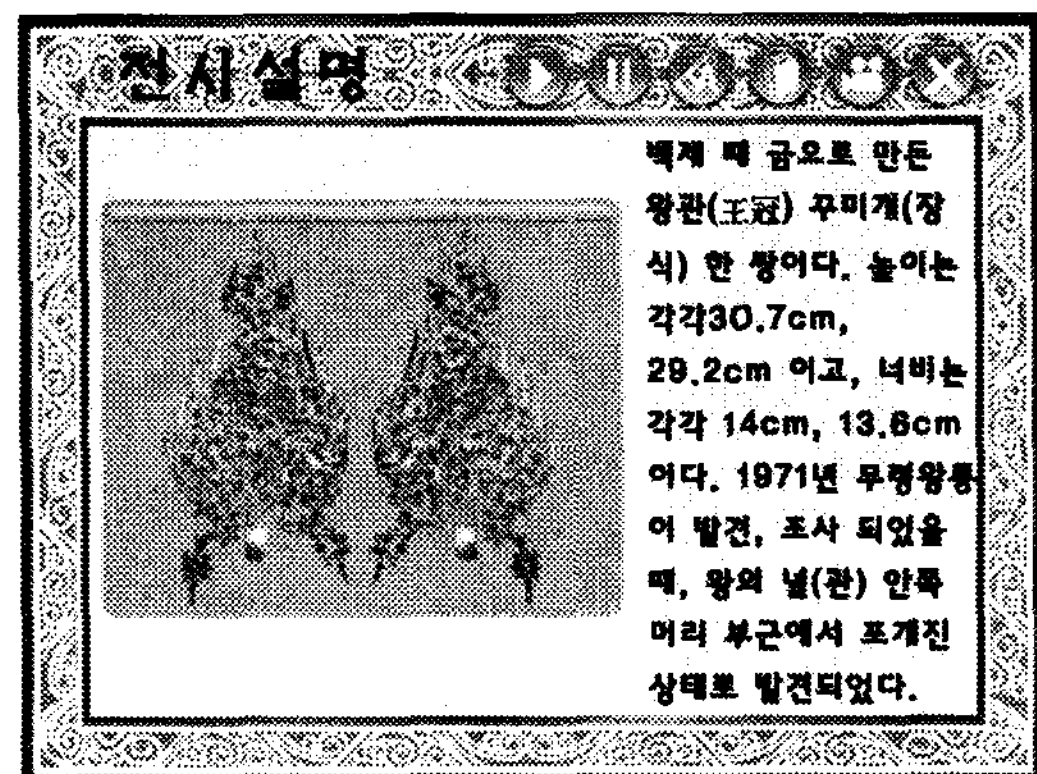 전시설명
백제 때 금으로 만든
왕관(王冠) 꾸미개(장
식) 한 쌍이다. 높이는
각각30.7cm,
29.2cm 이고, 너비는
각각 14cm, 13.6cm
이다. 1971년 무령왕릉
이 발견, 조사 되었을
때, 왕의 널(관) 안쪽
머리 부근에서 포개진
상태로 발견되었다.